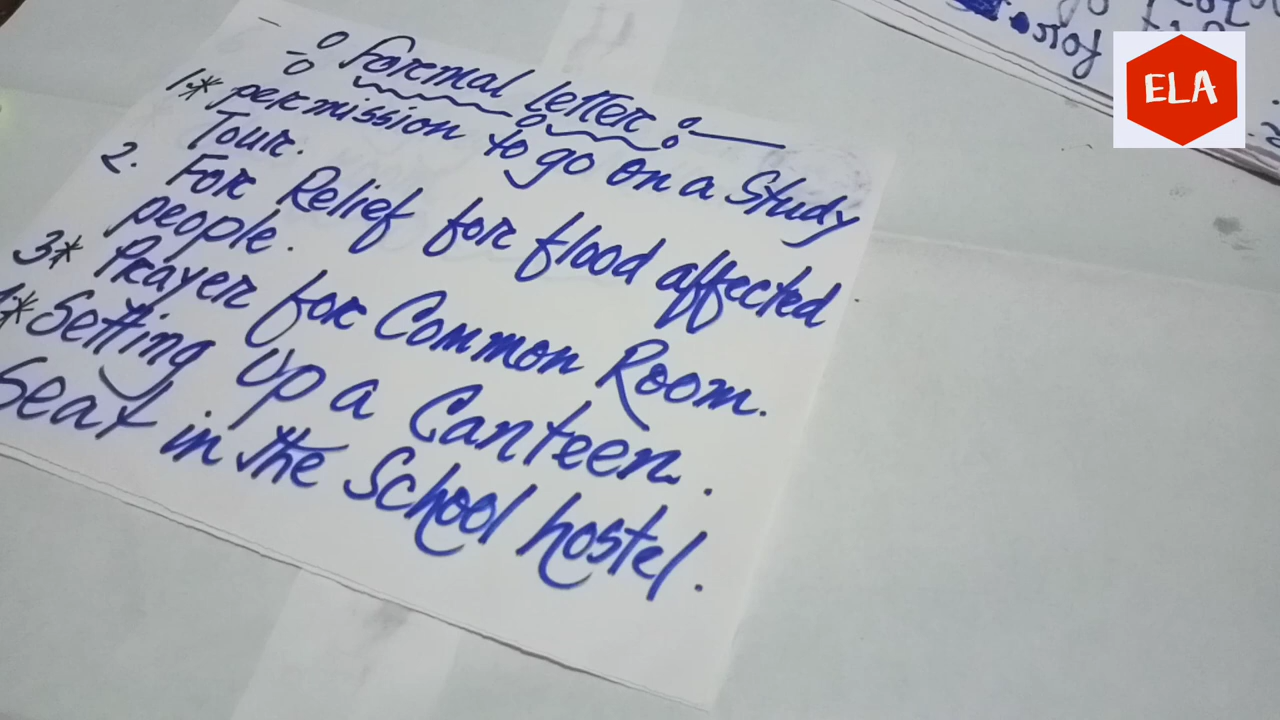 Formal Letter
1.* permission to go on a Study
Tour.
2. For Relief for flood affected
people.
3* Prayer for Common Room.
* Setting up a Canteen.
Seat in the School hostel.
ELA